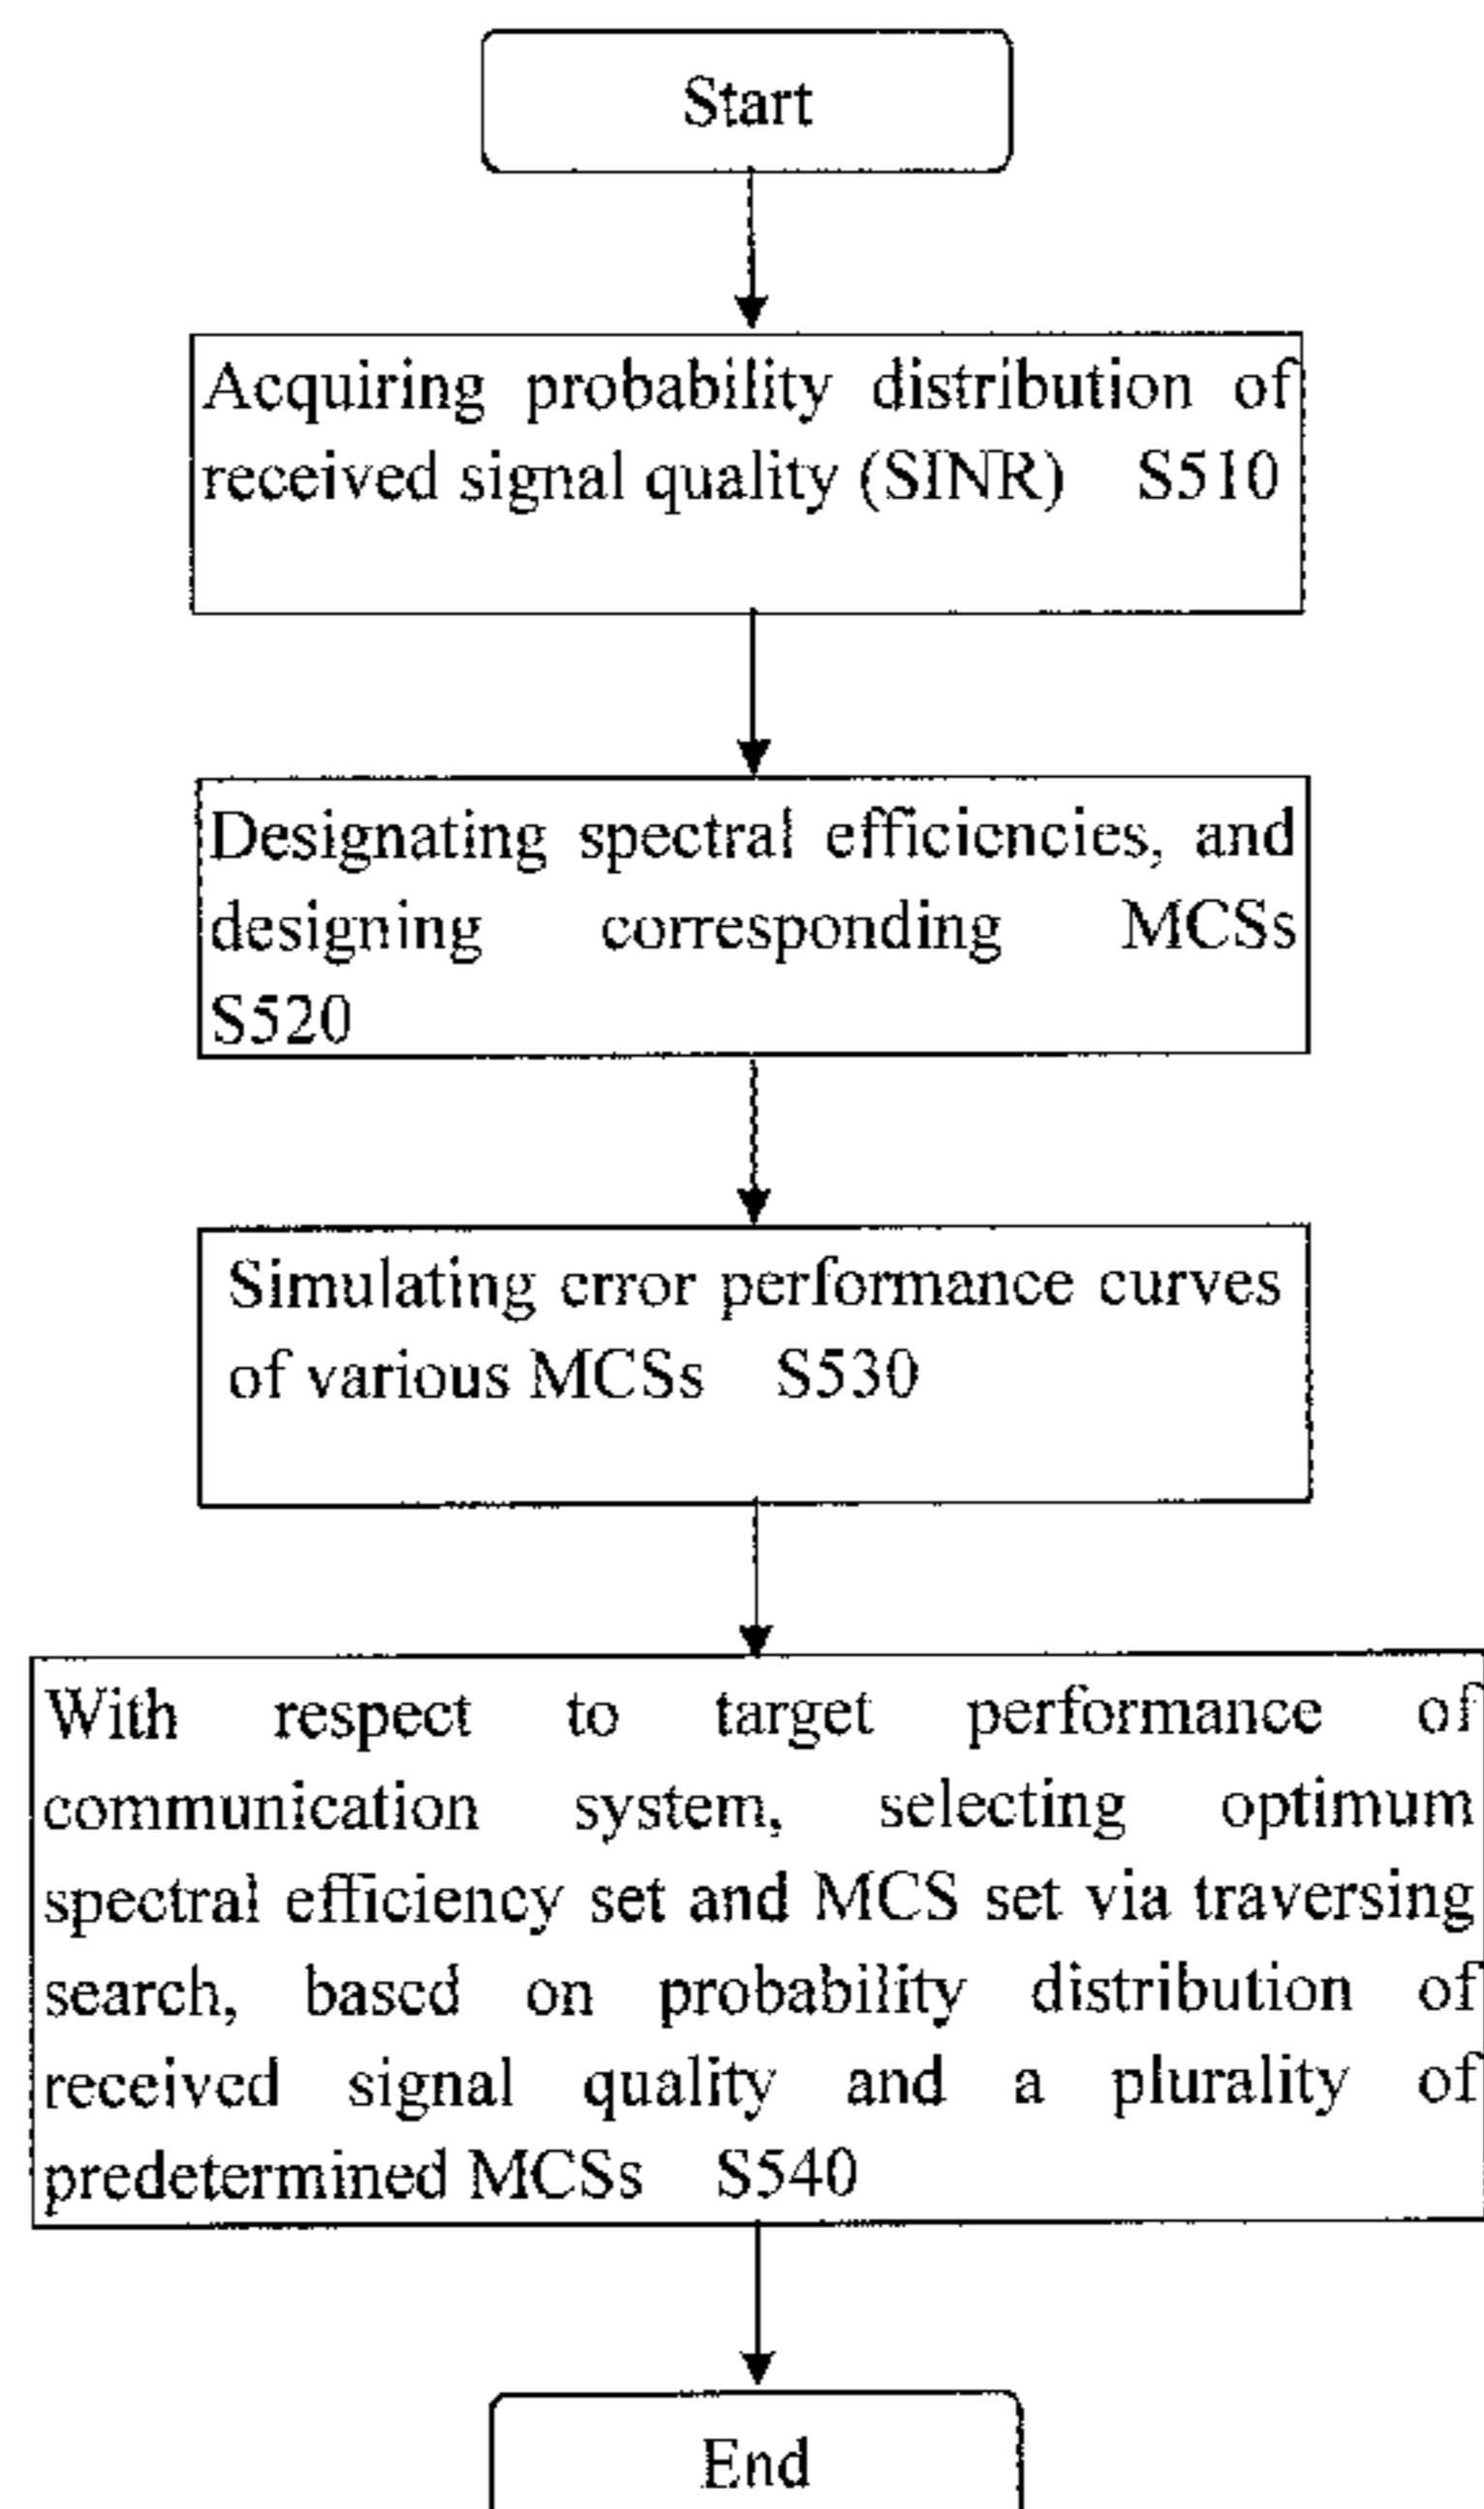 Start
Acquiring probability distribution of
received signal quality (SINR) S510
Designating spectral efficiencies, and
designing corresponding MCSs
S520
Simulating error performance curves
of various MCSs S530
With respect to target performance of
communication system, selecting optimum
spectral efficiency set and MCS set via traversing
search, based on probability distribution of
received signal quality and a plurality of
predetermined MCSs S540
End